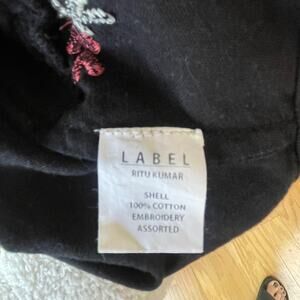 LABEL
RITU KUMAR
SHELL
100% COTTON
EMBROIDERY
ASSORTED